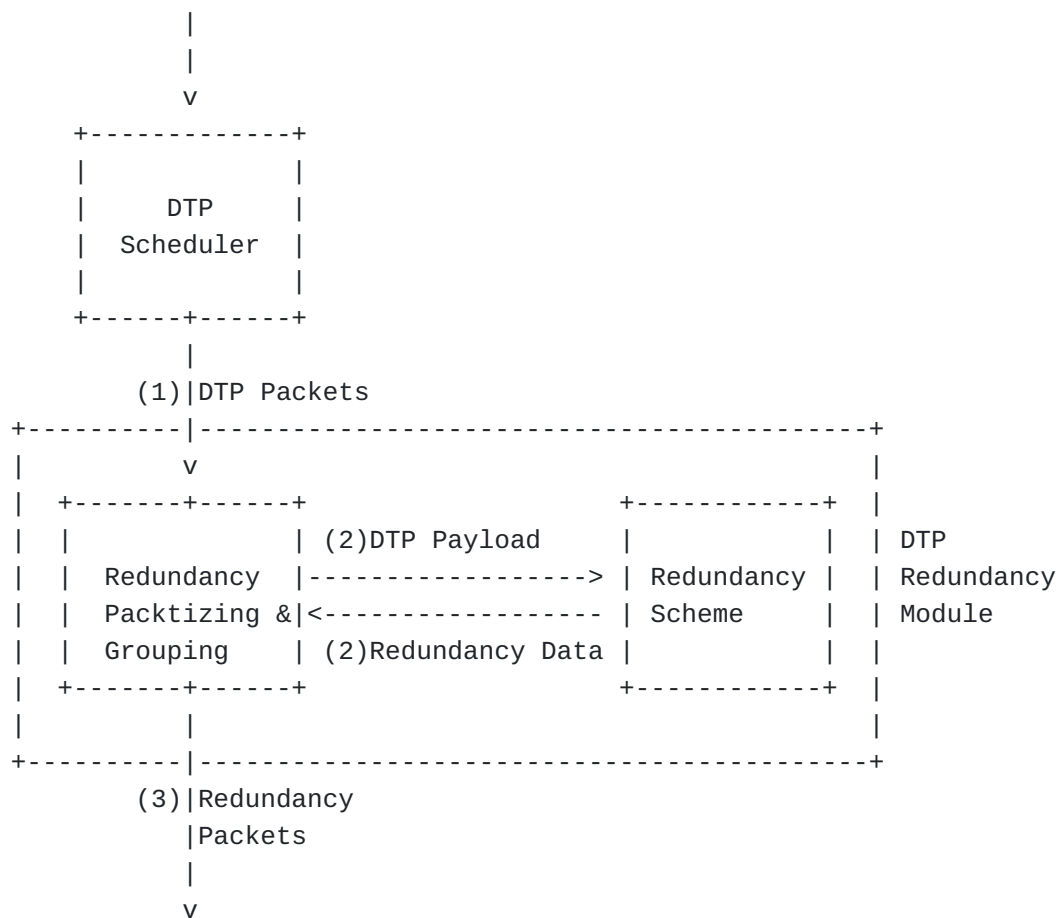 DTP
Scheduler
(1) DTP Packets
(2)DTP Payload DTP
Redundancy Redundancy Redundancy
Packtizing & Scheme Module
Grouping (2)Redundancy Data
(3) Redundancy
Packets